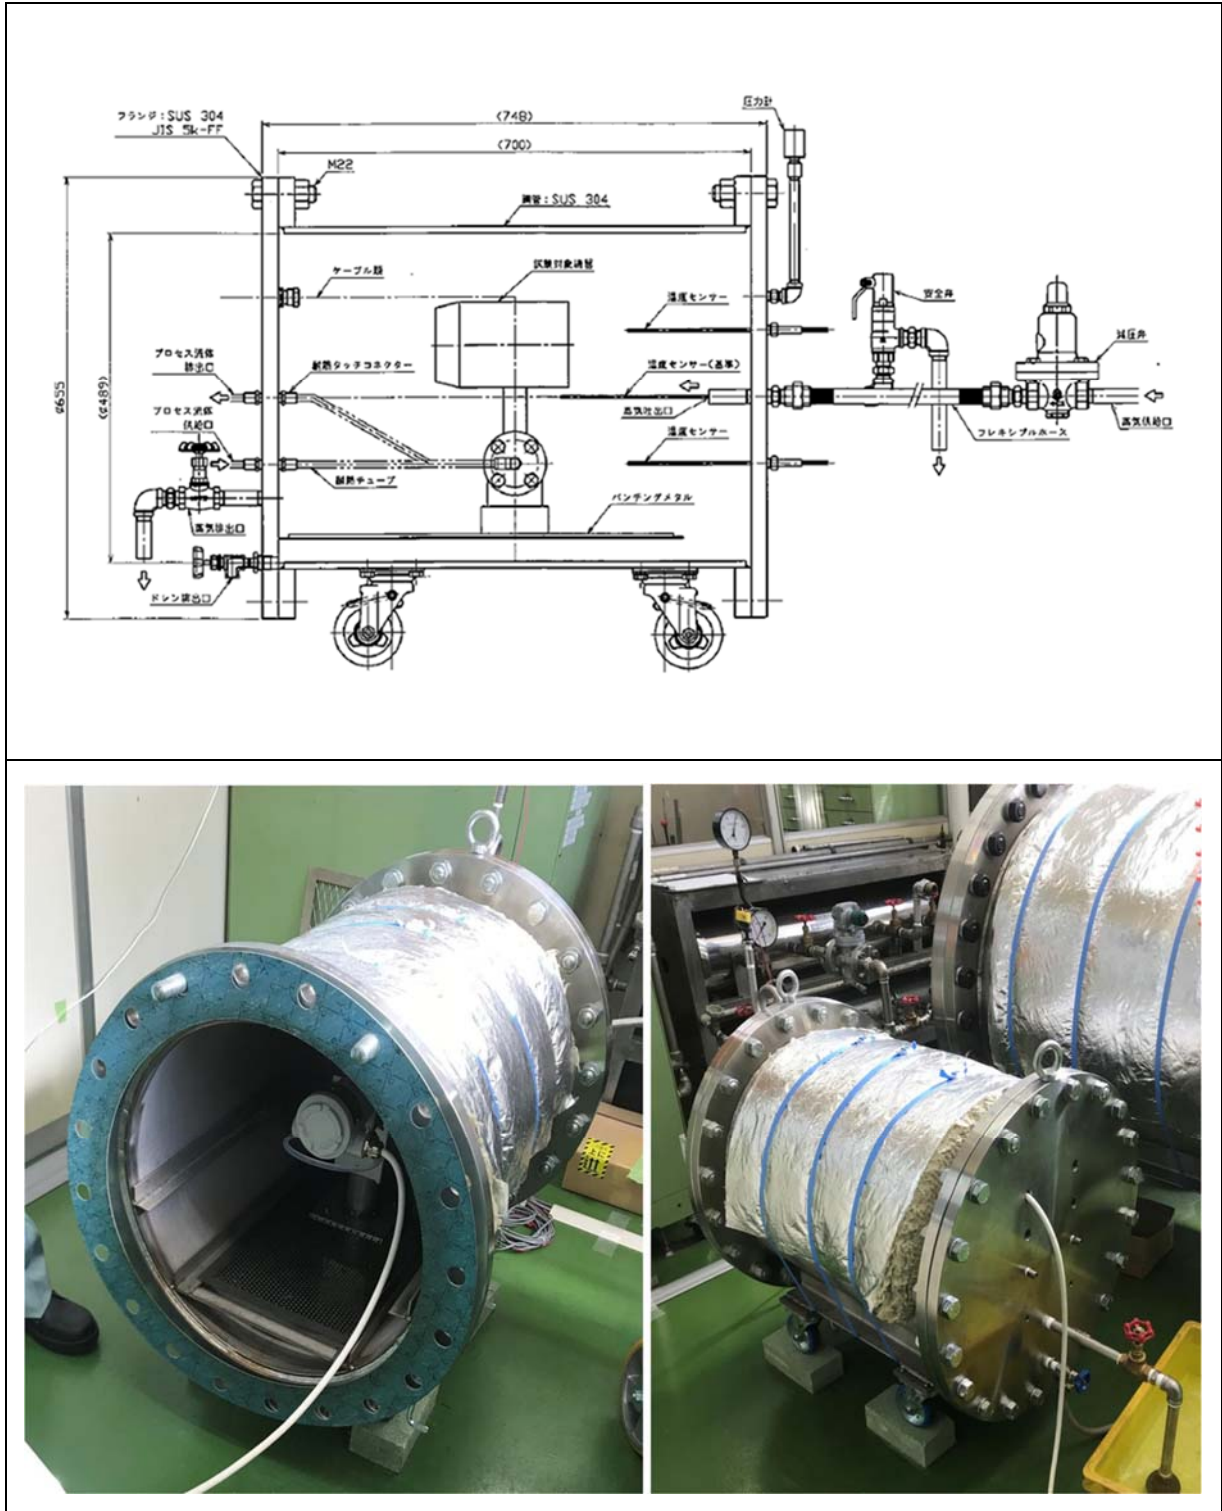 フランジ：SUS 304
JIS 5k-FF
(748)
(700)
圧力計
M22
鋼管：SUS 304
ケーブル類
試験対象機器
温度センサー
安全弁
減圧弁
プロセス流体
排出口
耐熱タッチコネクター
温度センサー(基準)
φ655
(φ489)
プロセス流体
供給口
蒸気吐出口
フレキシブルホース
蒸気供給口
温度センサー
耐熱チューブ
パンチングメタル
蒸気排出口
ドレン排出口